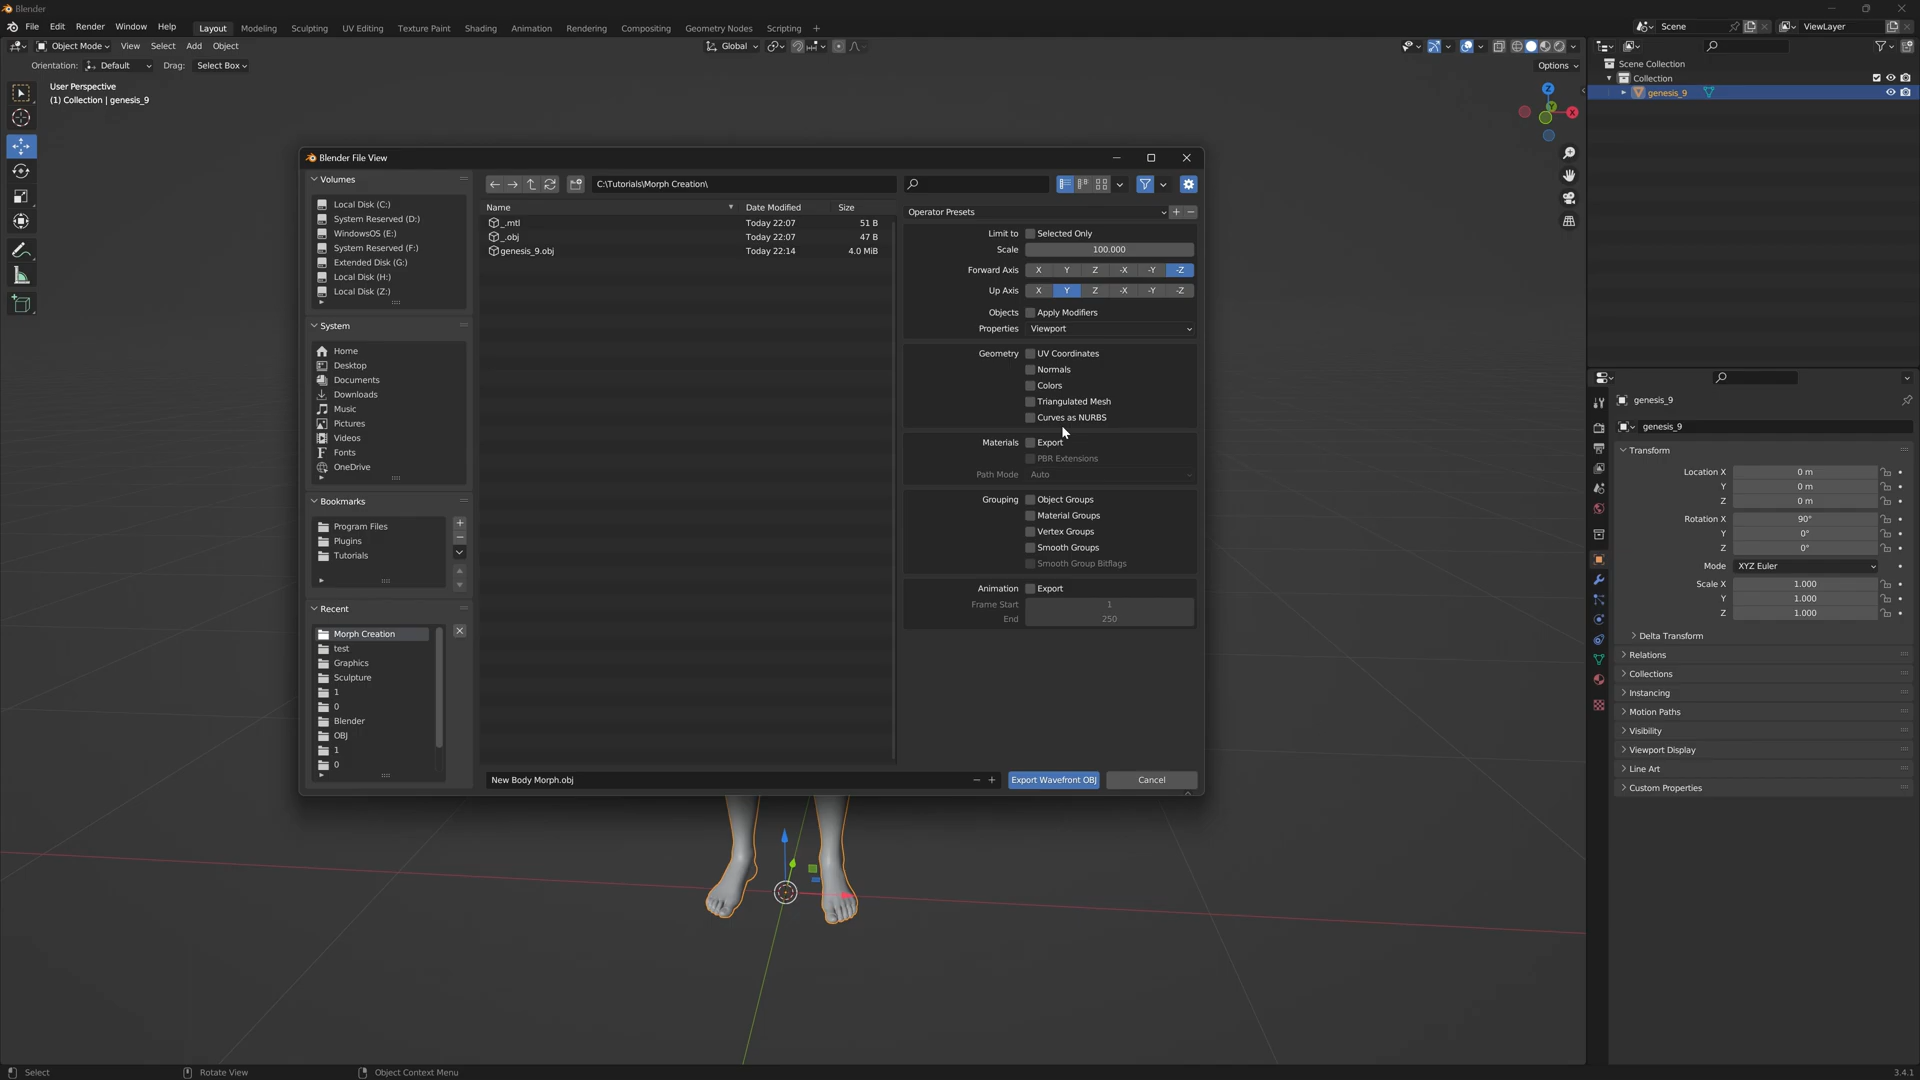 Blender
File Edit Render Window Help Layout Modeling Sculpting UV Editing Texture Paint Shading Animation Rendering Compositing Geometry Nodes Scripting + Scene ViewLayer
Object Mode View Select Add Object Global
Orientation: Default Drag: Select Box Options
User Perspective
(1) Collection | genesis_9
Z
Y
X
Scene Collection
Collection
genesis_9
Blender File View
Volumes
Local Disk (C:)
System Reserved (D:)
WindowsOS (E:)
System Reserved (F:)
Extended Disk (G:)
Local Disk (H:)
Local Disk (Z:)
System
Home
Desktop
Documents
Downloads
Music
Pictures
Videos
Fonts
OneDrive
Bookmarks
Program Files
Plugins
Tutorials
Recent
Morph Creation
test
Graphics
Sculpture
1
0
Blender
OBJ
1
0
C:\Tutorials\Morph Creation\
Name Date Modified Size
_.mtl Today 22:07 51 B
_.obj Today 22:07 47 B
genesis_9.obj Today 22:14 4.0 MiB
New Body Morph.obj
Operator Presets
Limit to Selected Only
Scale 100.000
Forward Axis X Y Z -X -Y -Z
Up Axis X Y Z -X -Y -Z
Objects Apply Modifiers
Properties Viewport
Geometry UV Coordinates
Normals
Colors
Triangulated Mesh
Curves as NURBS
Materials Export
PBR Extensions
Path Mode Auto
Grouping Object Groups
Material Groups
Vertex Groups
Smooth Groups
Smooth Group Bitflags
Animation Export
Frame Start 1
End 250
Export Wavefront OBJ Cancel
genesis_9
genesis_9
Transform
Location X 0 m
Y 0 m
Z 0 m
Rotation X 90°
Y 0°
Z 0°
Mode XYZ Euler
Scale X 1.000
Y 1.000
Z 1.000
Delta Transform
Relations
Collections
Instancing
Motion Paths
Visibility
Viewport Display
Line Art
Custom Properties
Select Rotate View Object Context Menu 3.4.1